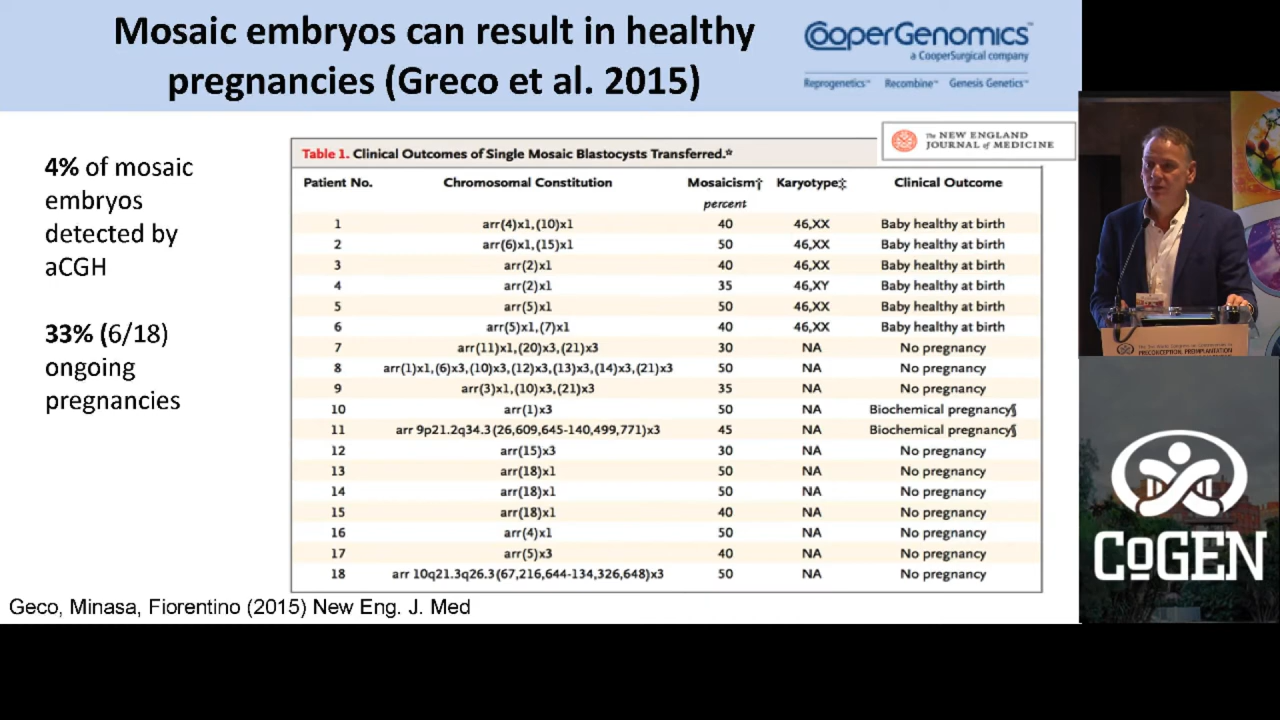 Mosaic embryos can result in healthy
pregnancies (Greco et al. 2015)
CooperGenomics™
a CooperSurgical company
Reprogenetics™ Recombine™ Genesis Genetics™
4% of mosaic
embryos
detected by
aCGH
33% (6/18)
ongoing
pregnancies
The NEW ENGLAND
JOURNAL of MEDICINE
Table 1. Clinical Outcomes of Single Mosaic Blastocysts Transferred.*
Patient No. Chromosomal Constitution Mosaicism† Karyotype‡ Clinical Outcome
percent
1 arr(4)x1,(10)x1 40 46,XX Baby healthy at birth
2 arr(6)x1,(15)x1 50 46,XX Baby healthy at birth
3 arr(2)x1 40 46,XX Baby healthy at birth
4 arr(2)x1 35 46,XY Baby healthy at birth
5 arr(5)x1 50 46,XX Baby healthy at birth
6 arr(5)x1,(7)x1 40 46,XX Baby healthy at birth
7 arr(11)x1,(20)x3,(21)x3 30 NA No pregnancy
8 arr(1)x1,(6)x3,(10)x3,(12)x3,(13)x3,(14)x3,(21)x3 50 NA No pregnancy
9 arr(3)x1,(10)x3,(21)x3 35 NA No pregnancy
10 arr(1)x3 50 NA Biochemical pregnancy¶
11 arr 9p21.2q34.3(26,609,645-140,499,771)x3 45 NA Biochemical pregnancy¶
12 arr(15)x3 30 NA No pregnancy
13 arr(18)x1 50 NA No pregnancy
14 arr(18)x1 50 NA No pregnancy
15 arr(18)x1 40 NA No pregnancy
16 arr(4)x1 50 NA No pregnancy
17 arr(5)x3 40 NA No pregnancy
18 arr 10q21.3q26.3(67,216,644-134,326,648)x3 50 NA No pregnancy
Geco, Minasa, Fiorentino (2015) New Eng. J. Med
PRECONCEPTION, PREIMPLANTATION
COGEN